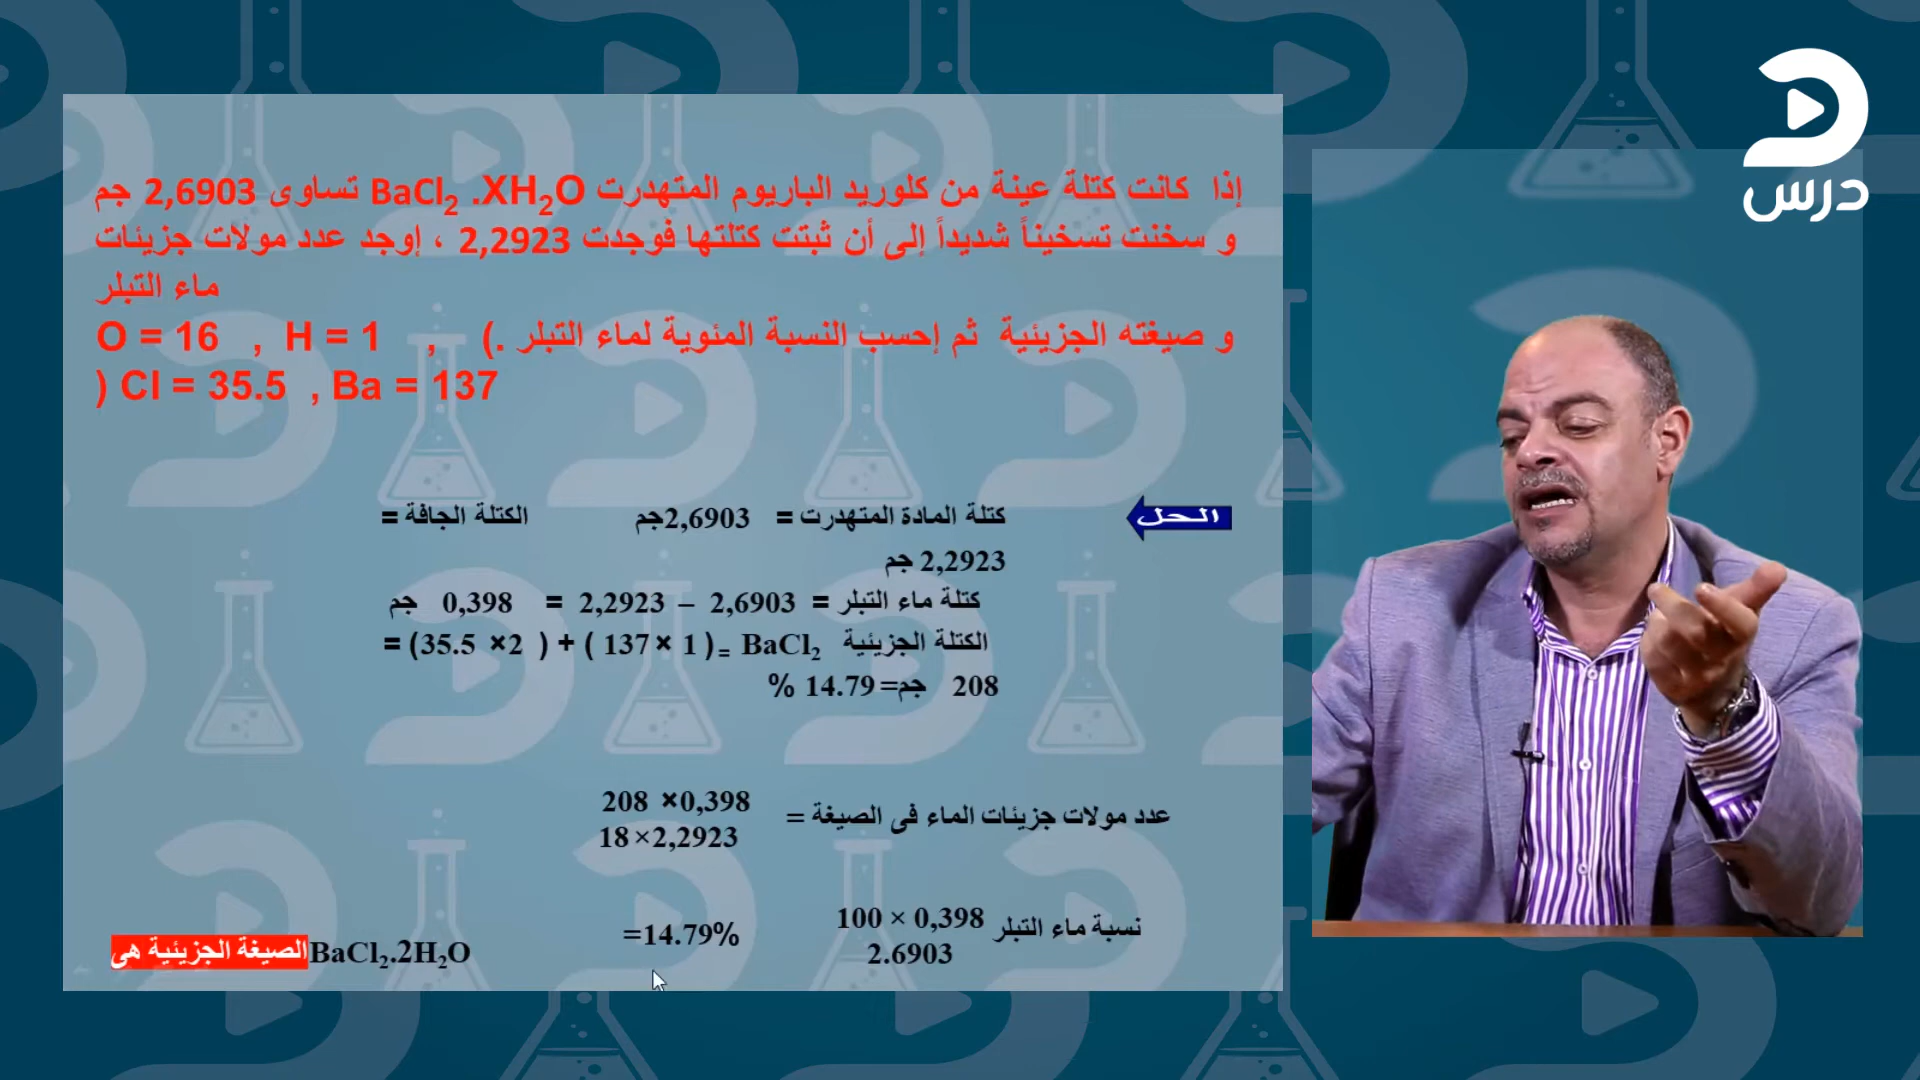 درس
إذا كانت كتلة عينة من كلوريد الباريوم المتهدرت BaCl₂ .XH₂O تساوى 2,6903 جم
و سخنت تسخيناً شديداً إلى أن ثبتت كتلتها فوجدت 2,2923 ، إوجد عدد مولات جزيئات
ماء التبلر
و صيغته الجزيئية ثم إحسب النسبة المئوية لماء التبلر .) , O = 16 , H = 1
( Cl = 35.5 , Ba = 137
الحل
كتلة المادة المتهدرت = 2,6903جم الكتلة الجافة =
2,2923 جم
كتلة ماء التبلر = 2,6903 – 2,2923 = 0,398 جم
الكتلة الجزيئية BaCl₂ = ( 1 × 137 ) + ( 2× 35.5) =
208 جم=14.79 %
عدد مولات جزيئات الماء فى الصيغة =
208 ×0,398
18×2,2923
نسبة ماء التبلر
100 × 0,398
2.6903
=14.79%
الصيغة الجزيئية هى BaCl₂.2H₂O